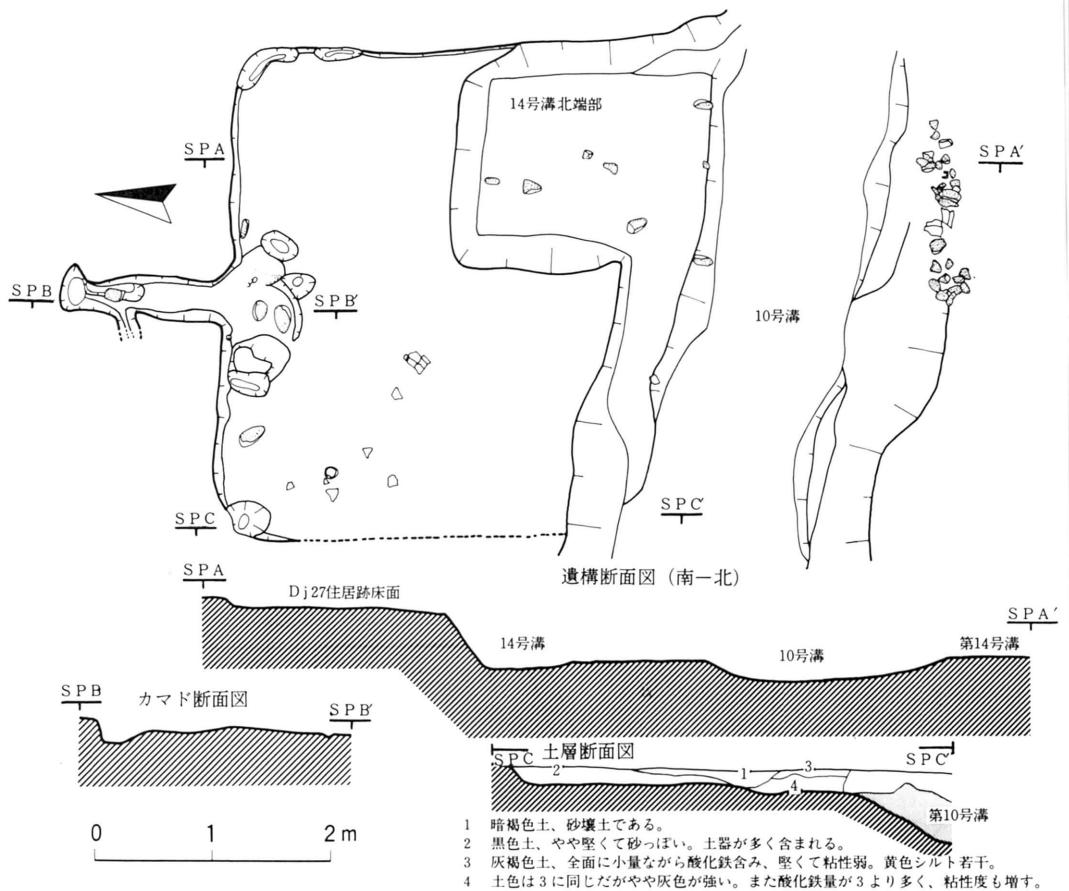 14号溝北端部
SPA
SPA′
SPB
SPB′
10号溝
SPC
SPC′
遺構断面図（南ー北）
SPA
Dj27住居跡床面
SPA′
14号溝
10号溝
第14号溝
SPB
カマド断面図
SPB′
土層断面図
SPC
SPC′
2
1
3
4
第10号溝
0 1 2m
1 暗褐色土、砂壤土である。
2 黒色土、やや堅くて砂っぽい。土器が多く含まれる。
3 灰褐色土、全面に小量ながら酸化鉄含み、堅くて粘性弱。黄色シルト若干。
4 土色は3に同じだがやや灰色が強い。また酸化鉄量が3より多く、粘性度も増す。